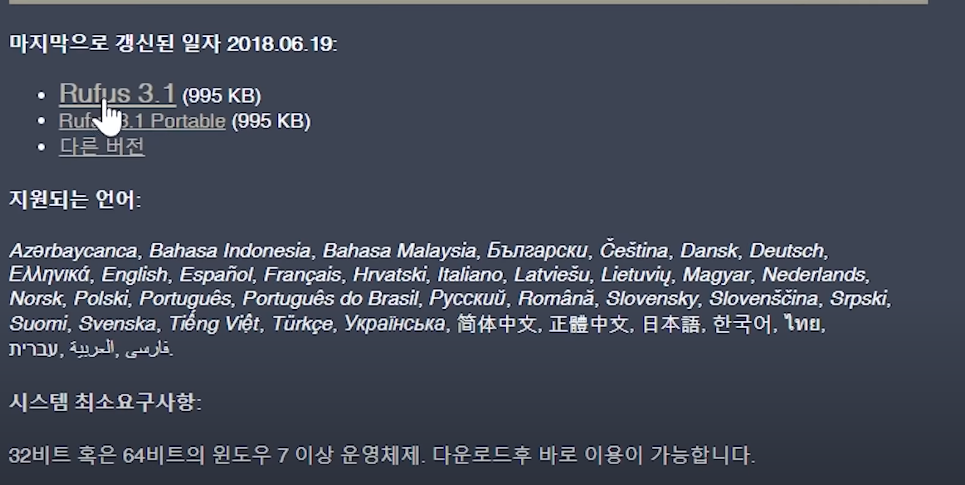 마지막으로 갱신된 일자 2018.06.19:
Rufus 3.1 (995 KB)
Rufus 3.1 Portable (995 KB)
다른 버전
지원되는 언어:
Azərbaycanca, Bahasa Indonesia, Bahasa Malaysia, Български, Čeština, Dansk, Deutsch,
Ελληνικά, English, Español, Français, Hrvatski, Italiano, Latviešu, Lietuvių, Magyar, Nederlands,
Norsk, Polski, Português, Português do Brasil, Русский, Română, Slovensky, Slovenščina, Srpski,
Suomi, Svenska, Tiếng Việt, Türkçe, Українська, 简体中文, 正體中文, 日本語, 한국어, ไทย,
עברית, العربية, فارسی.
시스템 최소요구사항:
32비트 혹은 64비트의 윈도우 7 이상 운영체제. 다운로드후 바로 이용이 가능합니다.